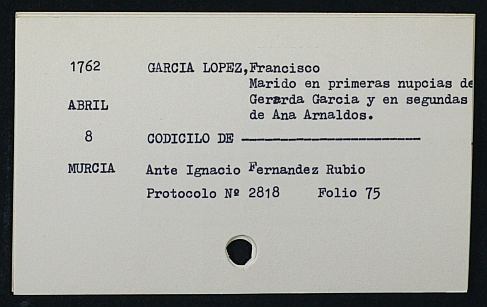 1762 GARCIA LOPEZ,Francisco
Marido en primeras nupcias de
ABRIL Gerarda Garcia y en segundas
de Ana Arnaldos.
8 CODICILO DE ————————————————
MURCIA Ante Ignacio Fernandez Rubio
Protocolo Nº 2818 Folio 75